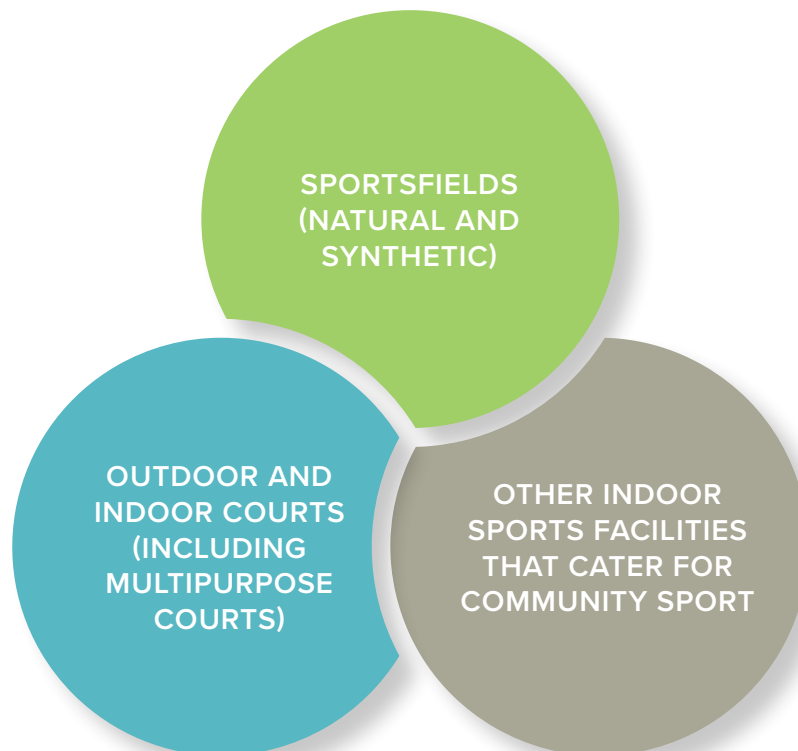 SPORTSFIELDS
(NATURAL AND
SYNTHETIC)
OUTDOOR AND
INDOOR COURTS
(INCLUDING
MULTIPURPOSE
COURTS)
OTHER INDOOR
SPORTS FACILITIES
THAT CATER FOR
COMMUNITY SPORT